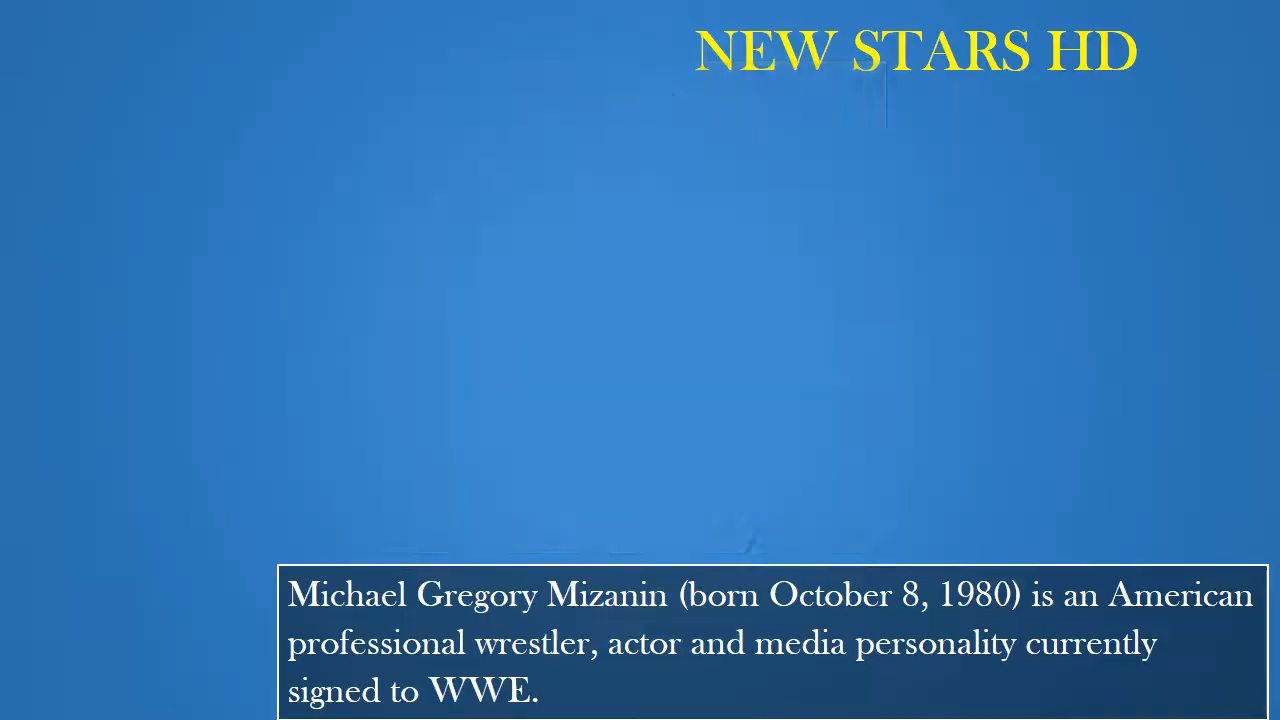 NEW STARS HD
Michael Gregory Mizanin (born October 8, 1980) is an American
professional wrestler, actor and media personality currently
signed to WWE.